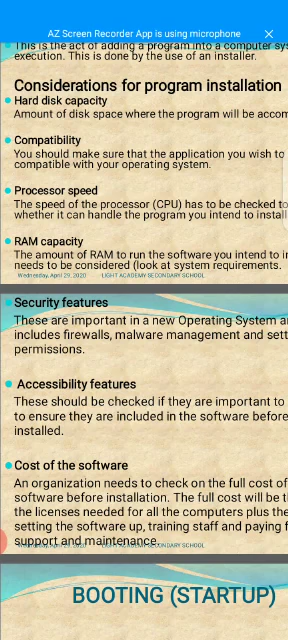 AZ Screen Recorder App is using microphone
This is the act of adding a program into a computer sys
execution. This is done by the use of an installer.
Considerations for program installation
Hard disk capacity
Amount of disk space where the program will be accom
Compatibility
You should make sure that the application you wish to
compatible with your operating system.
Processor speed
The speed of the processor (CPU) has to be checked to
whether it can handle the program you intend to install
RAM capacity
The amount of RAM to run the software you intend to in
needs to be considered (look at system requirements.
Wednesday, April 29, 2020 LIGHT ACADEMY SECONDARY SCHOOL
Security features
These are important in a new Operating System a
includes firewalls, malware management and sett
permissions.
Accessibility features
These should be checked if they are important to
to ensure they are included in the software before
installed.
Cost of the software
An organization needs to check on the full cost of
software before installation. The full cost will be t
the licenses needed for all the computers plus the
setting the software up, training staff and paying f
support and maintenance.
Wednesday, April 29, 2020 LIGHT ACADEMY SECONDARY SCHOOL
BOOTING (STARTUP)